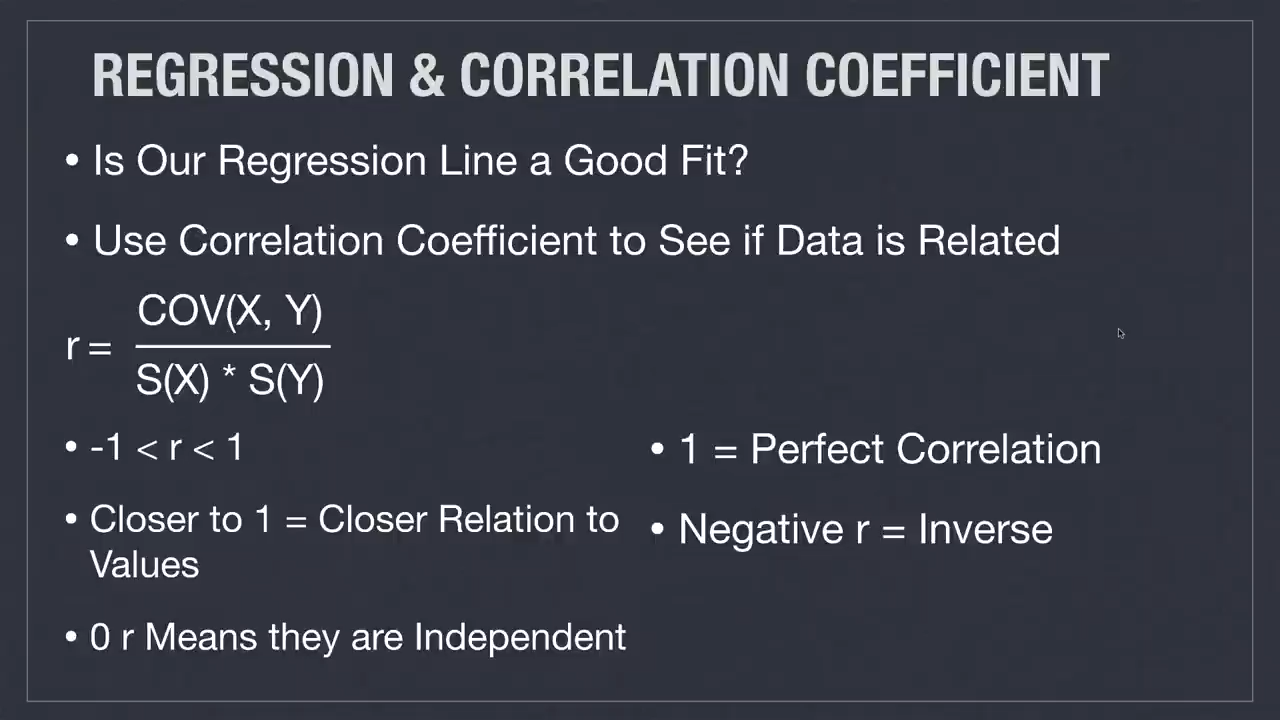 REGRESSION & CORRELATION COEFFICIENT
• Is Our Regression Line a Good Fit?
• Use Correlation Coefficient to See if Data is Related
COV(X, Y)
r =
S(X) * S(Y)
• -1 < r < 1
• Closer to 1 = Closer Relation to
Values
• 0 r Means they are Independent
• 1 = Perfect Correlation
• Negative r = Inverse